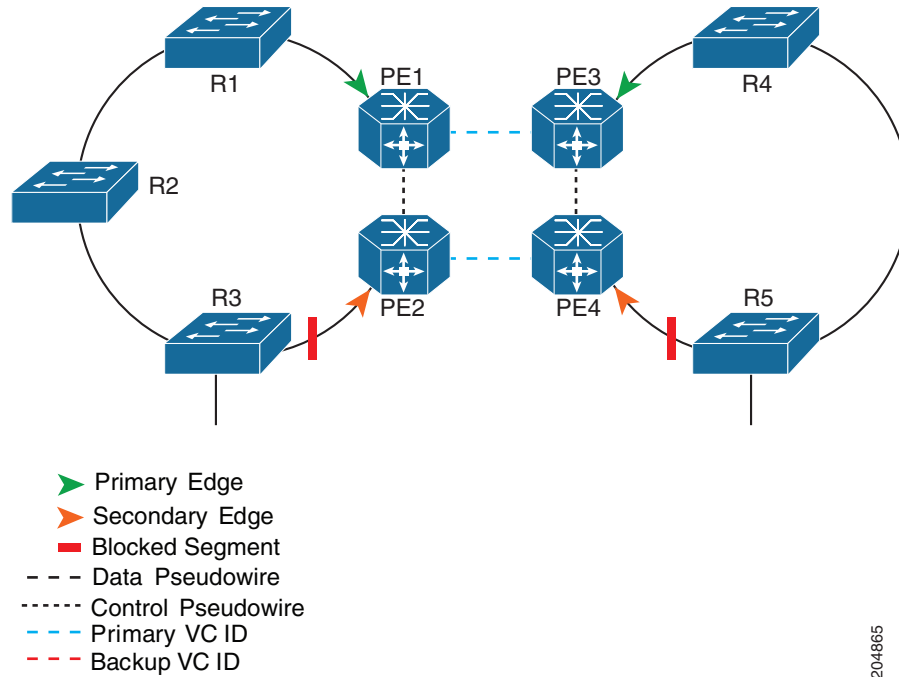 R1
PE1
PE3
R4
R2
R3
PE2
PE4
R5
Primary Edge
Secondary Edge
Blocked Segment
Data Pseudowire
Control Pseudowire
Primary VC ID
Backup VC ID
204865